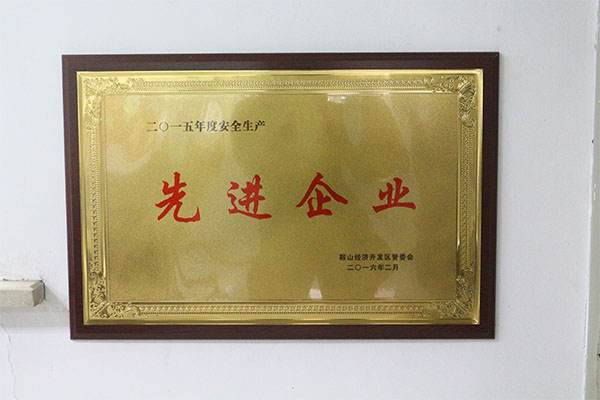 二〇一五年度安全生产
先进企业
鞍山经济开发区管委会
二〇一六年二月